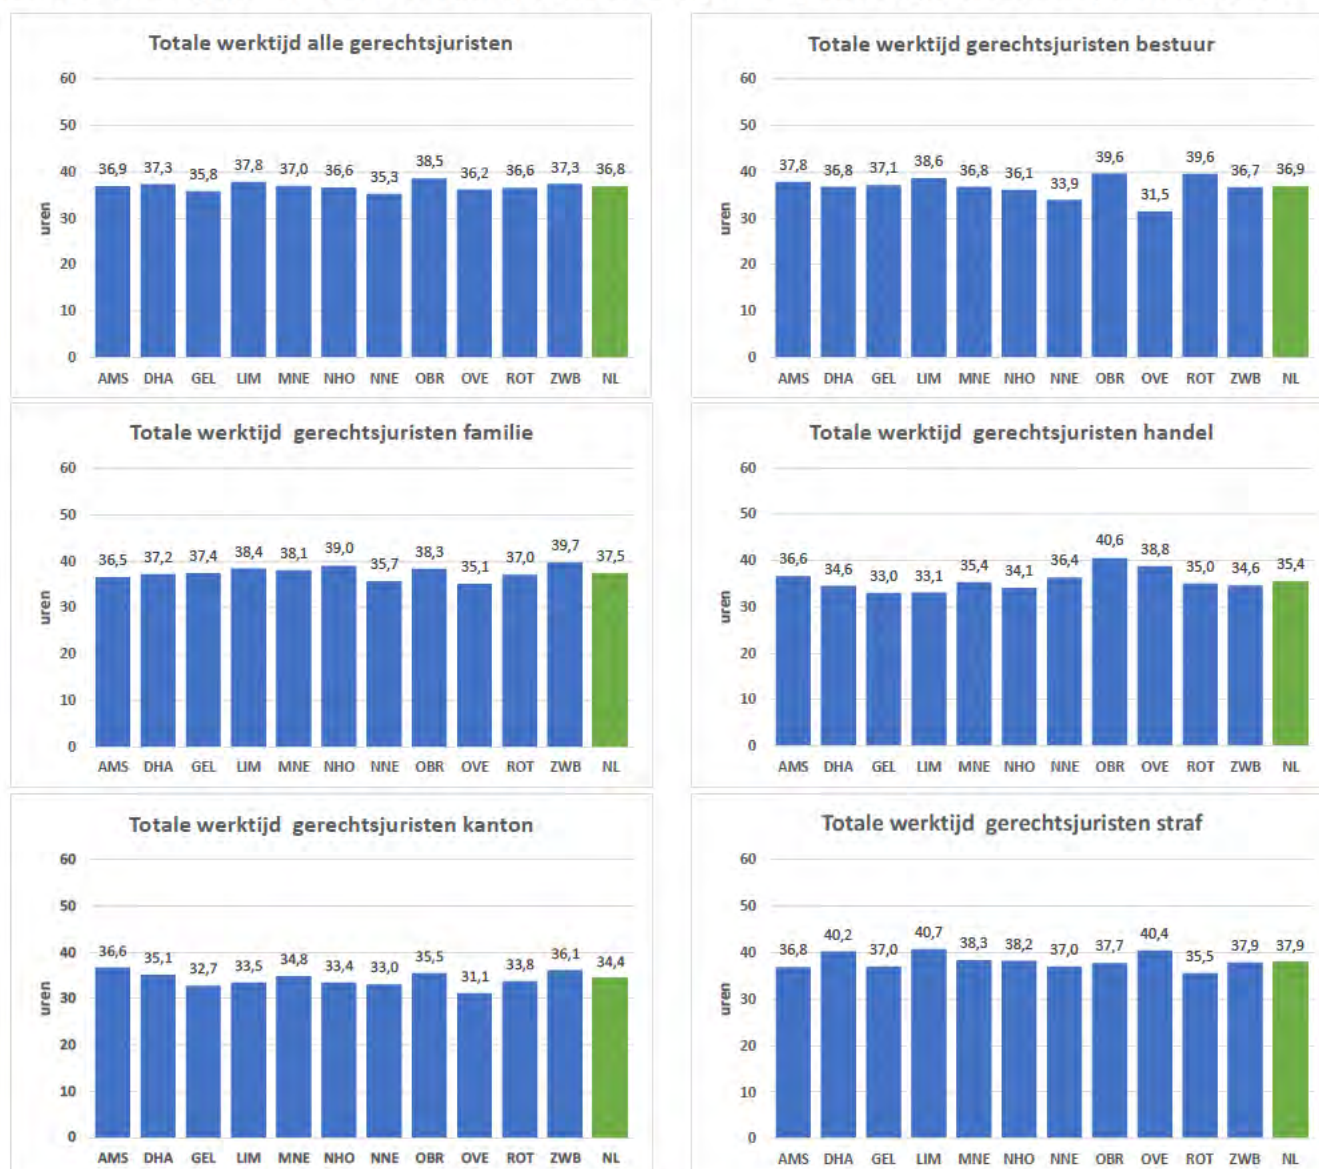 Totale werktijd alle gerechtsjuristen
60
50
40
30
20
10
0
uren
36,9 37,3 35,8 37,8 37,0 36,6 35,3 38,5 36,2 36,6 37,3 36,8
AMS DHA GEL LIM MNE NHO NNE OBR OVE ROT ZWB NL
Totale werktijd gerechtsjuristen bestuur
60
50
40
30
20
10
0
uren
37,8 36,8 37,1 38,6 36,8 36,1 33,9 39,6 31,5 39,6 36,7 36,9
AMS DHA GEL LIM MNE NHO NNE OBR OVE ROT ZWB NL
Totale werktijd gerechtsjuristen familie
60
50
40
30
20
10
0
uren
36,5 37,2 37,4 38,4 38,1 39,0 35,7 38,3 35,1 37,0 39,7 37,5
AMS DHA GEL LIM MNE NHO NNE OBR OVE ROT ZWB NL
Totale werktijd gerechtsjuristen handel
60
50
40
30
20
10
0
uren
36,6 34,6 33,0 33,1 35,4 34,1 36,4 40,6 38,8 35,0 34,6 35,4
AMS DHA GEL LIM MNE NHO NNE OBR OVE ROT ZWB NL
Totale werktijd gerechtsjuristen kanton
60
50
40
30
20
10
0
uren
36,6 35,1 32,7 33,5 34,8 33,4 33,0 35,5 31,1 33,8 36,1 34,4
AMS DHA GEL LIM MNE NHO NNE OBR OVE ROT ZWB NL
Totale werktijd gerechtsjuristen straf
60
50
40
30
20
10
0
uren
36,8 40,2 37,0 40,7 38,3 38,2 37,0 37,7 40,4 35,5 37,9 37,9
AMS DHA GEL LIM MNE NHO NNE OBR OVE ROT ZWB NL